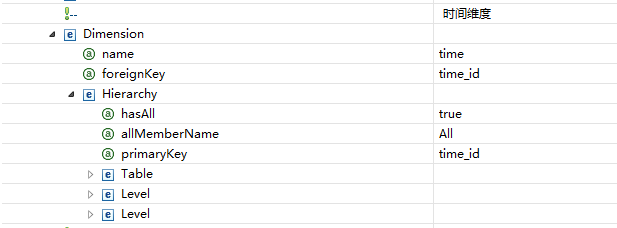 !-- 时间维度
e Dimension
a name time
a foreignKey time_id
e Hierarchy
a hasAll true
a allMemberName All
a primaryKey time_id
e Table
e Level
e Level